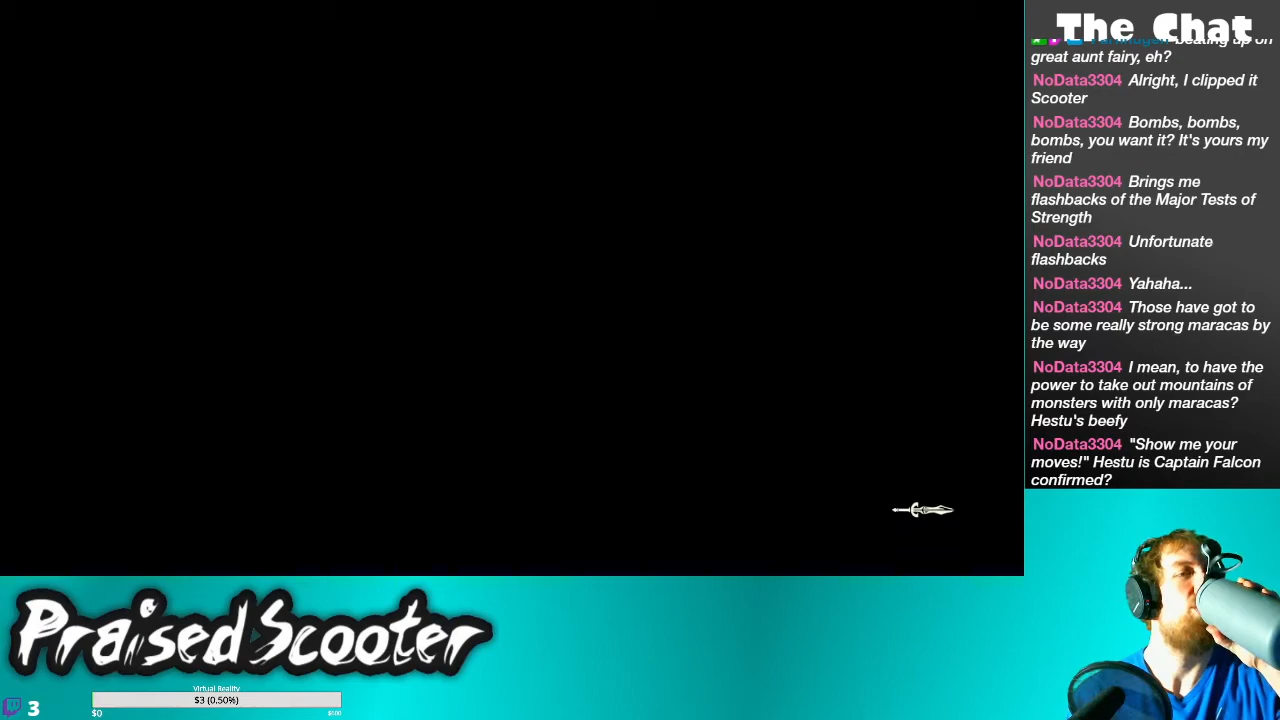 The Chat
great aunt fairy, eh?
NoData3304 Alright, I clipped it
Scooter
NoData3304 Bombs, bombs,
bombs, you want it? It's yours my
friend
NoData3304 Brings me
flashbacks of the Major Tests of
Strength
NoData3304 Unfortunate
flashbacks
NoData3304 Yahaha...
NoData3304 Those have got to
be some really strong maracas by
the way
NoData3304 I mean, to have the
power to take out mountains of
monsters with only maracas?
Hestu's beefy
NoData3304 "Show me your
moves!" Hestu is Captain Falcon
confirmed?
Praised Scooter
Virtual Reality
$3 (0.50%)
3
$0